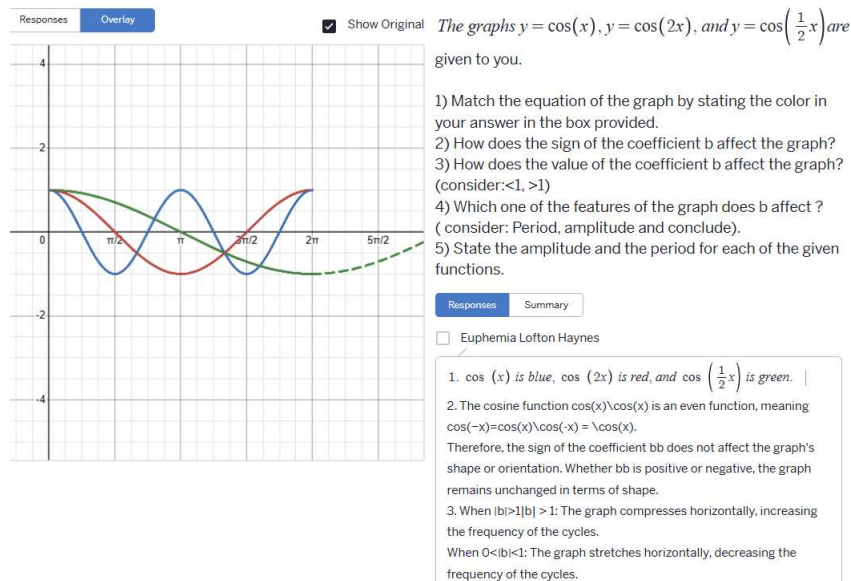 Responses
Overlay
Show Original
4
2
0
π/2
π
3π/2
2π
5π/2
-2
-4
The graphs y = cos(x), y = cos(2x), and y = cos(1/2 x) are
given to you.
1) Match the equation of the graph by stating the color in
your answer in the box provided.
2) How does the sign of the coefficient b affect the graph?
3) How does the value of the coefficient b affect the graph?
(consider:<1, >1)
4) Which one of the features of the graph does b affect ?
( consider: Period, amplitude and conclude).
5) State the amplitude and the period for each of the given
functions.
Responses
Summary
Euphemia Lofton Haynes
1. cos (x) is blue, cos (2x) is red, and cos (1/2 x) is green.
2. The cosine function cos(x)\cos(x) is an even function, meaning
cos(−x)=cos(x)\cos(-x) = \cos(x).
Therefore, the sign of the coefficient bb does not affect the graph's
shape or orientation. Whether bb is positive or negative, the graph
remains unchanged in terms of shape.
3. When |b|>1|b| > 1: The graph compresses horizontally, increasing
the frequency of the cycles.
When 0<|b|<1: The graph stretches horizontally, decreasing the
frequency of the cycles.